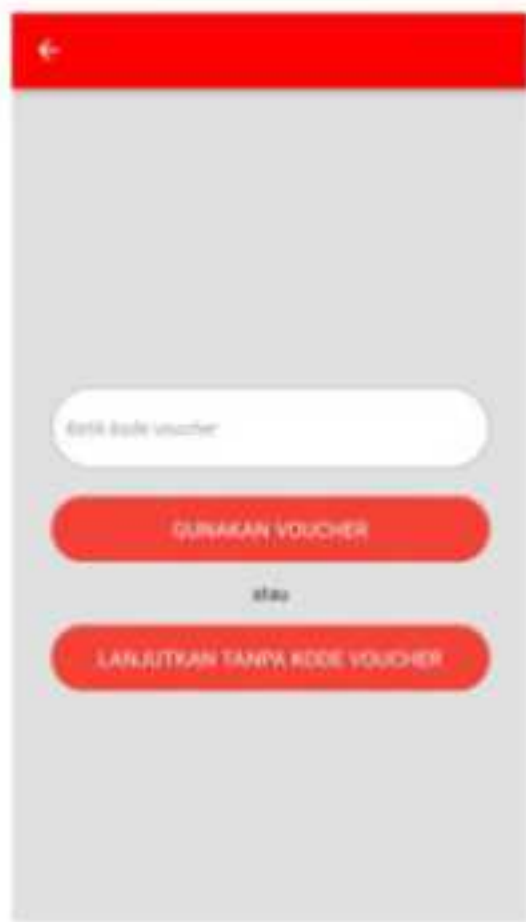 Ketik kode voucher
GUNAKAN VOUCHER
atau
LANJUTKAN TANPA KODE VOUCHER